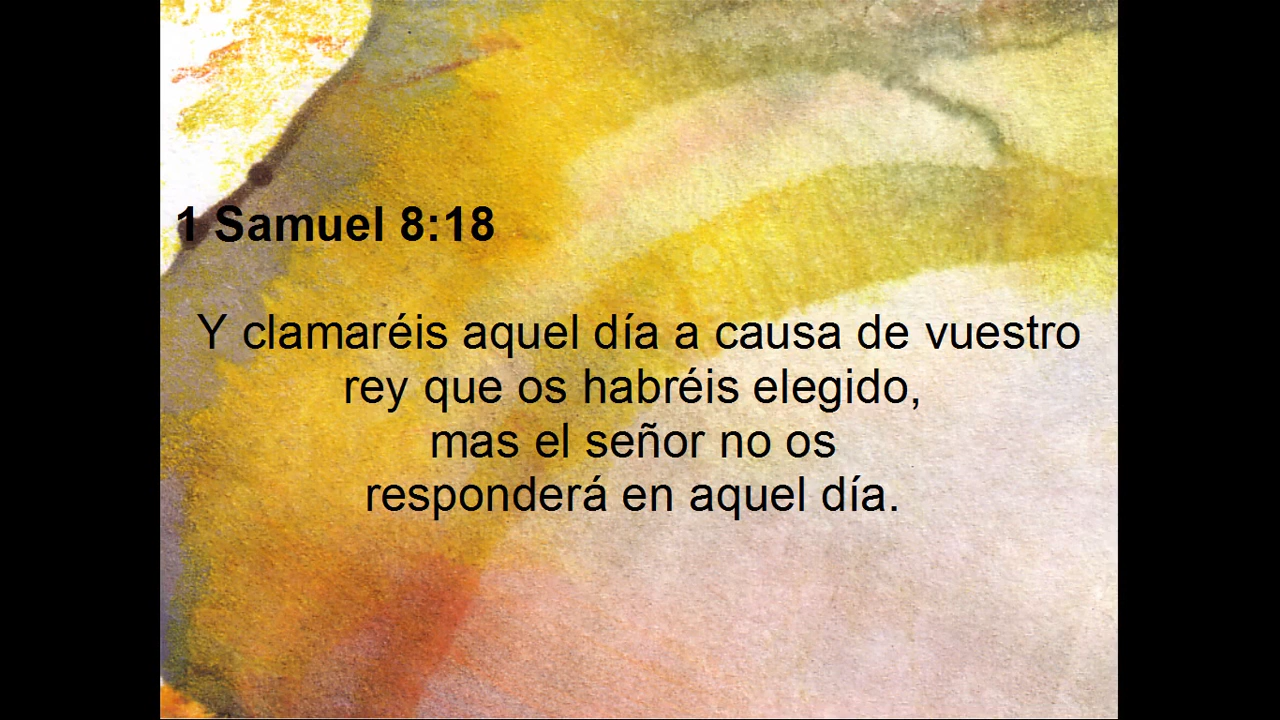 1 Samuel 8:18
Y clamaréis aquel día a causa de vuestro
rey que os habréis elegido,
mas el señor no os
responderá en aquel día.